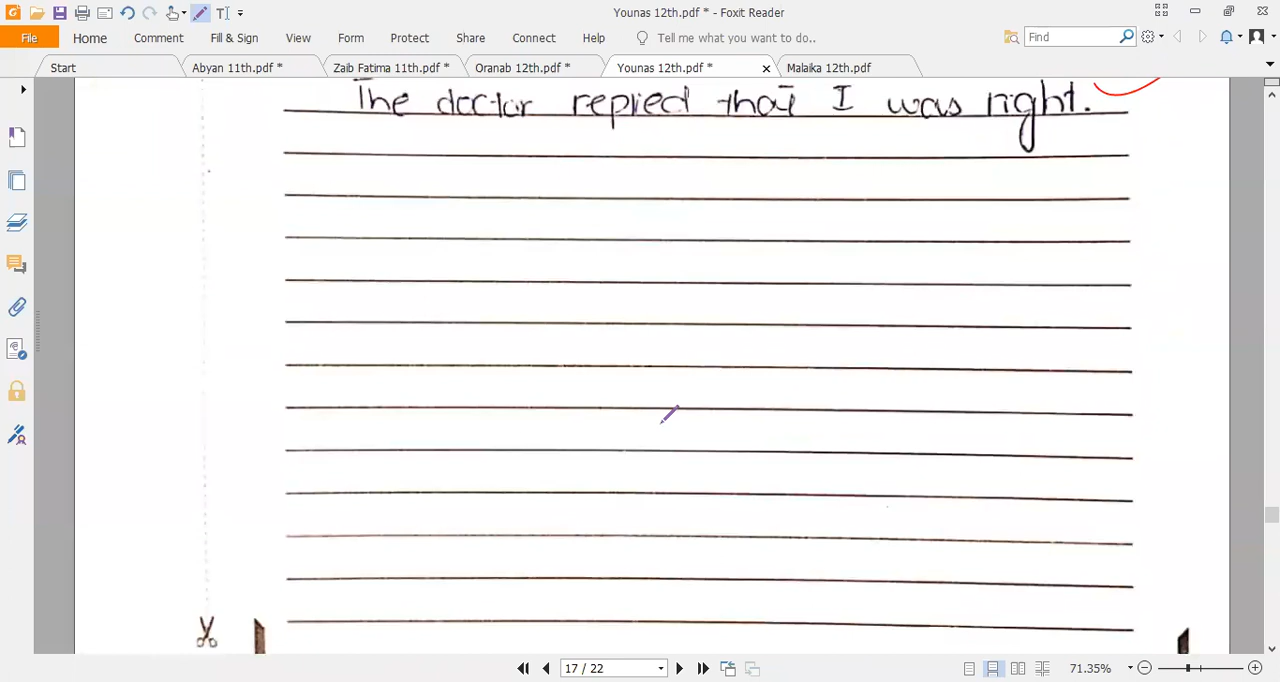 Younas 12th.pdf * - Foxit Reader
File Home Comment Fill & Sign View Form Protect Share Connect Help Tell me what you want to do.. Find
Start Abyan 11th.pdf * Zaib Fatima 11th.pdf * Oranab 12th.pdf * Younas 12th.pdf * Malaika 12th.pdf
The doctor replied that I was right.
17 / 22 71.35%